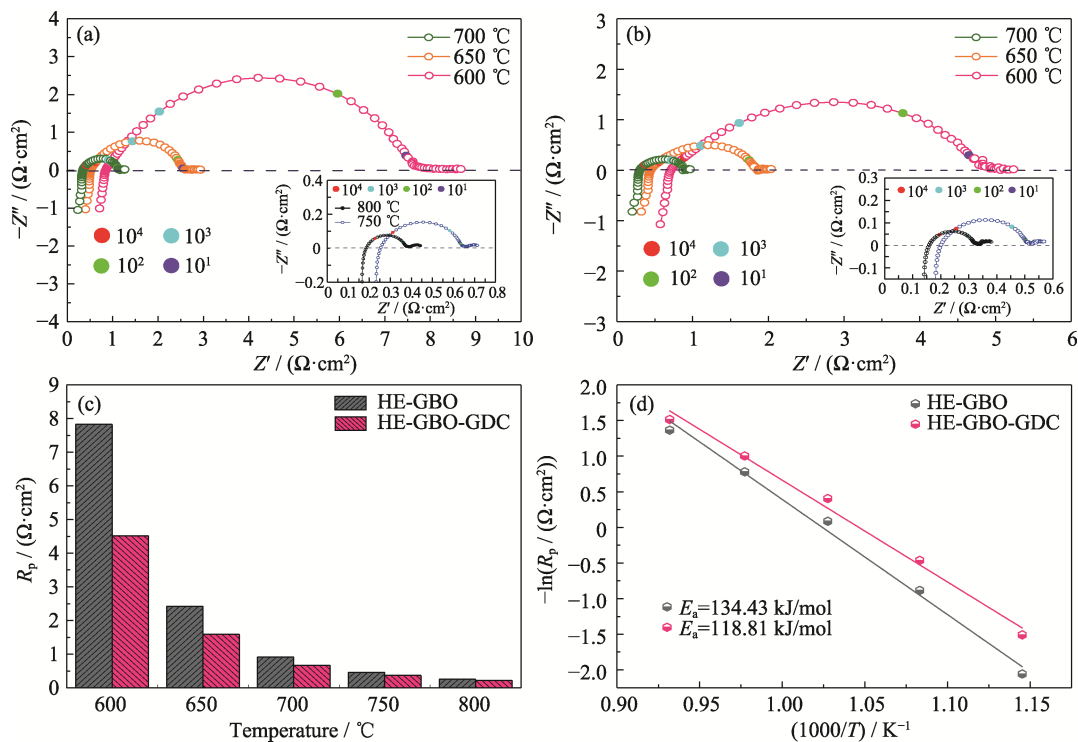 (a)
700 ℃
650 ℃
600 ℃
4
3
2
1
0
−1
−2
−3
−4
−Z″ / (Ω·cm²)
10⁴
10³
10²
10¹
0 1 2 3 4 5 6 7 8 9 10
Z′ / (Ω·cm²)
10⁴ 10³ 10² 10¹
800 ℃
750 ℃
0.4
0.2
0
−0.2
−Z″ / (Ω·cm²)
0 0.1 0.2 0.3 0.4 0.5 0.6 0.7 0.8
Z′ / (Ω·cm²)
(b)
700 ℃
650 ℃
600 ℃
3
2
1
0
−1
−2
−3
−Z″ / (Ω·cm²)
10⁴
10³
10²
10¹
0 1 2 3 4 5 6
Z′ / (Ω·cm²)
10⁴ 10³ 10² 10¹
0.3
0.2
0.1
0
−0.1
−Z″ / (Ω·cm²)
0 0.1 0.2 0.3 0.4 0.5 0.6
Z′ / (Ω·cm²)
(c)
HE-GBO
HE-GBO-GDC
9
8
7
6
5
4
3
2
1
0
Rp / (Ω·cm²)
600 650 700 750 800
Temperature / ℃
(d)
HE-GBO
HE-GBO-GDC
2.0
1.5
1.0
0.5
0
−0.5
−1.0
−1.5
−2.0
−ln(Rp / (Ω·cm²))
Ea=134.43 kJ/mol
Ea=118.81 kJ/mol
0.90 0.95 1.00 1.05 1.10 1.15
(1000/T) / K⁻¹